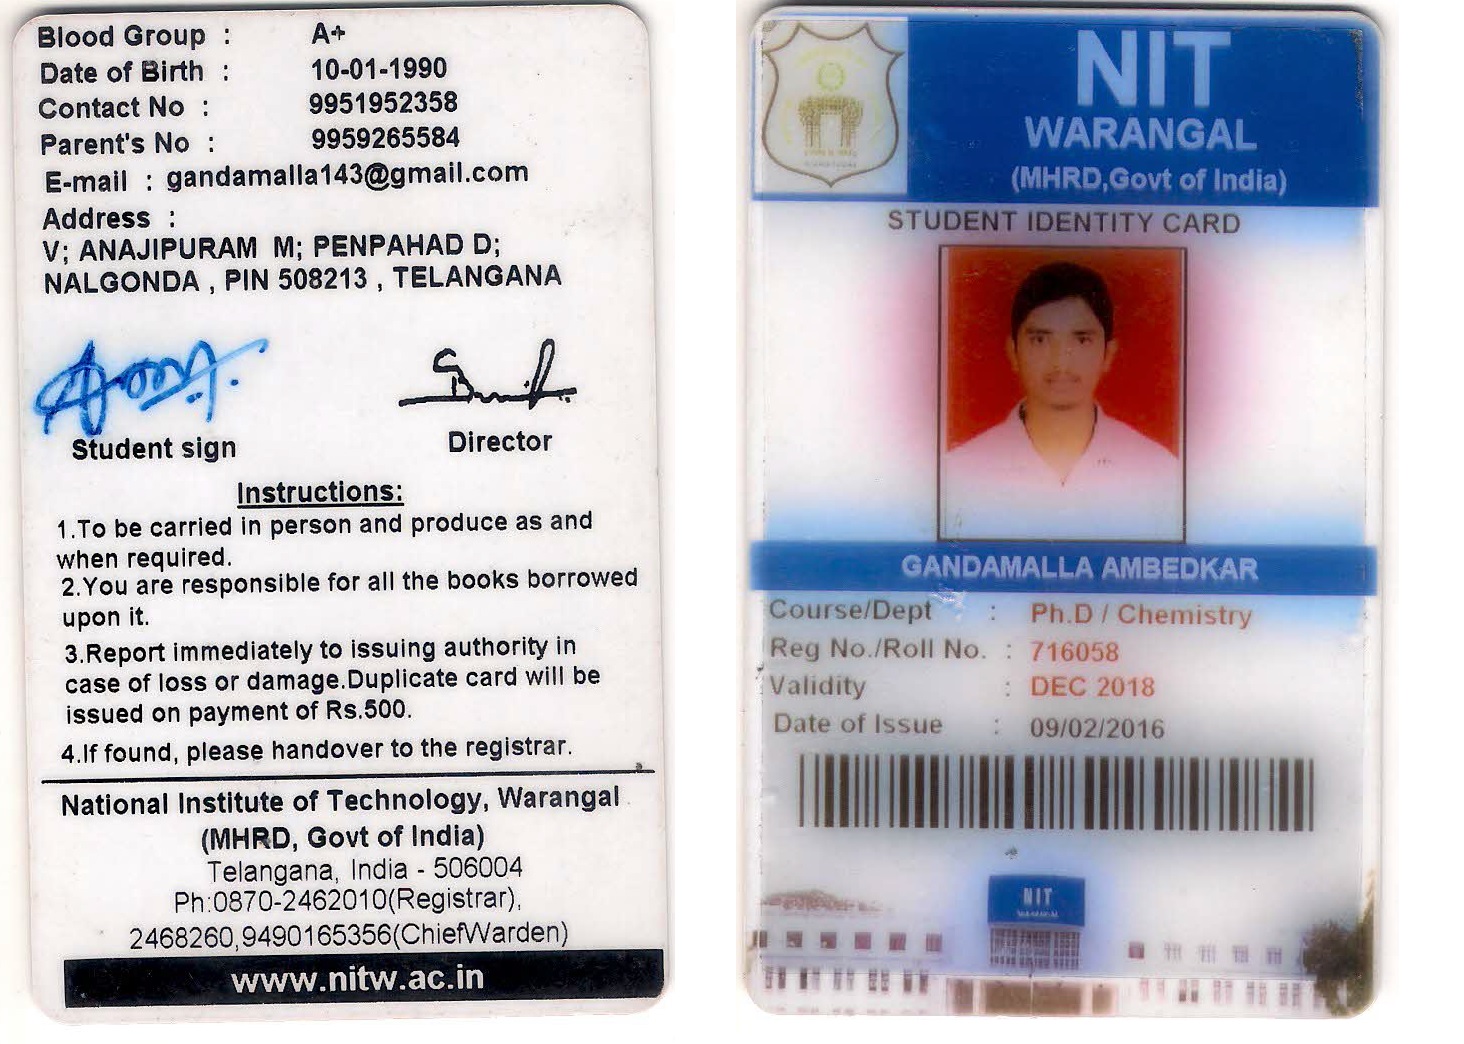 Blood Group : A+
Date of Birth : 10-01-1990
Contact No : 9951952358
Parent's No : 9959265584
E-mail : gandamalla143@gmail.com
Address :
V; ANAJIPURAM M; PENPAHAD D;
NALGONDA , PIN 508213 , TELANGANA
Student sign
Director
Instructions:
1.To be carried in person and produce as and
when required.
2.You are responsible for all the books borrowed
upon it.
3.Report immediately to issuing authority in
case of loss or damage.Duplicate card will be
issued on payment of Rs.500.
4.If found, please handover to the registrar.
National Institute of Technology, Warangal
(MHRD, Govt of India)
Telangana, India - 506004
Ph:0870-2462010(Registrar),
2468260,9490165356(ChiefWarden)
www.nitw.ac.in
NIT
WARANGAL
(MHRD,Govt of India)
STUDENT IDENTITY CARD
GANDAMALLA AMBEDKAR
Course/Dept : Ph.D / Chemistry
Reg No./Roll No. : 716058
Validity : DEC 2018
Date of Issue : 09/02/2016
NIT
WARANGAL